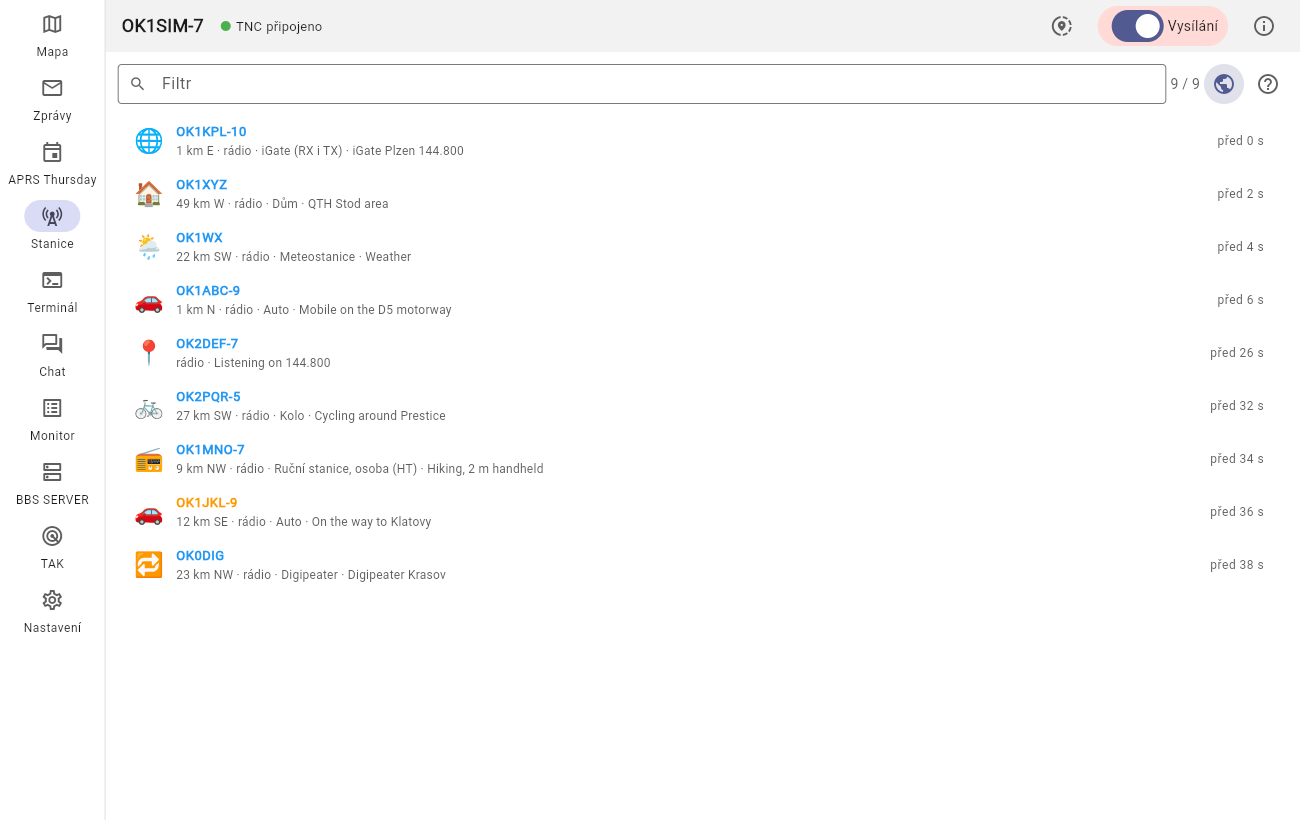 OK1SIM-7
TNC připojeno
Vysílání
Mapa
Zprávy
APRS Thursday
Stanice
Terminál
Chat
Monitor
BBS SERVER
TAK
Nastavení
Filtr
9 / 9
OK1KPL-10
1 km E · rádio · iGate (RX i TX) · iGate Plzen 144.800
před 0 s
OK1XYZ
49 km W · rádio · Dům · QTH Stod area
před 2 s
OK1WX
22 km SW · rádio · Meteostanice · Weather
před 4 s
OK1ABC-9
1 km N · rádio · Auto · Mobile on the D5 motorway
před 6 s
OK2DEF-7
rádio · Listening on 144.800
před 26 s
OK2PQR-5
27 km SW · rádio · Kolo · Cycling around Prestice
před 32 s
OK1MNO-7
9 km NW · rádio · Ruční stanice, osoba (HT) · Hiking, 2 m handheld
před 34 s
OK1JKL-9
12 km SE · rádio · Auto · On the way to Klatovy
před 36 s
OK0DIG
23 km NW · rádio · Digipeater · Digipeater Krasov
před 38 s